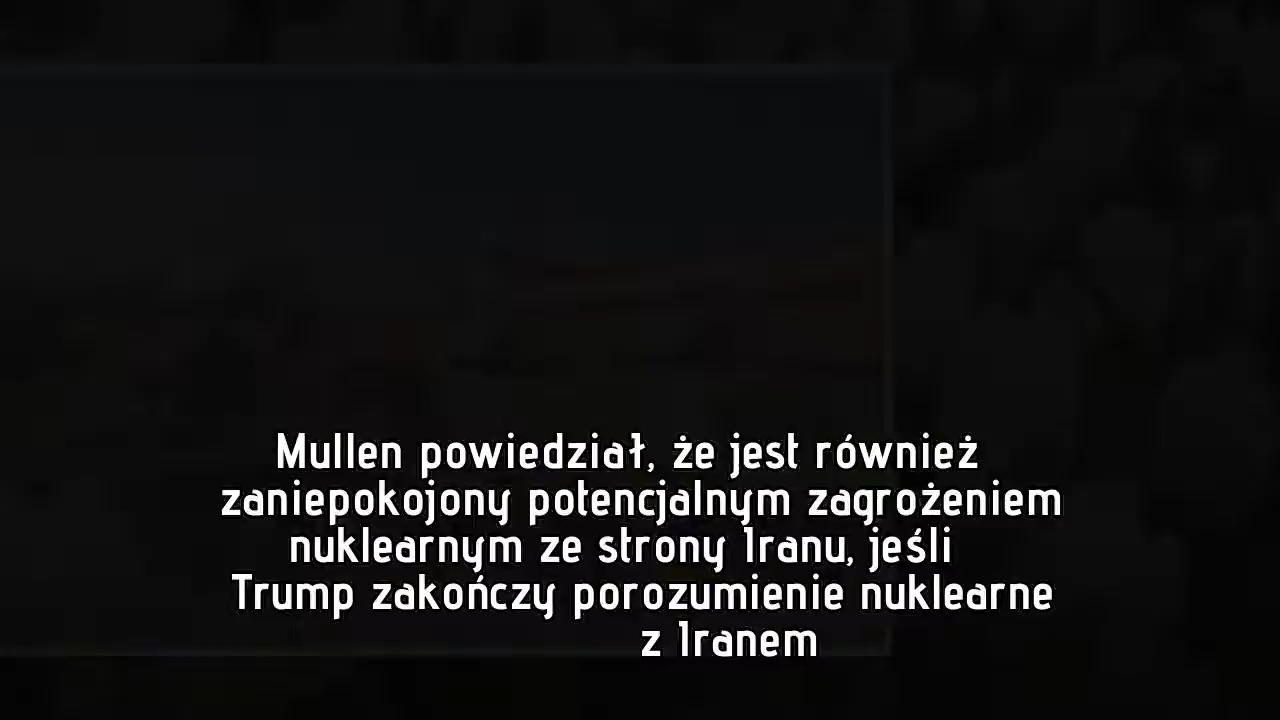 Mullen powiedział, że jest również
zaniepokojony potencjalnym zagrożeniem
nuklearnym ze strony Iranu, jeśli
Trump zakończy porozumienie nuklearne
z Iranem